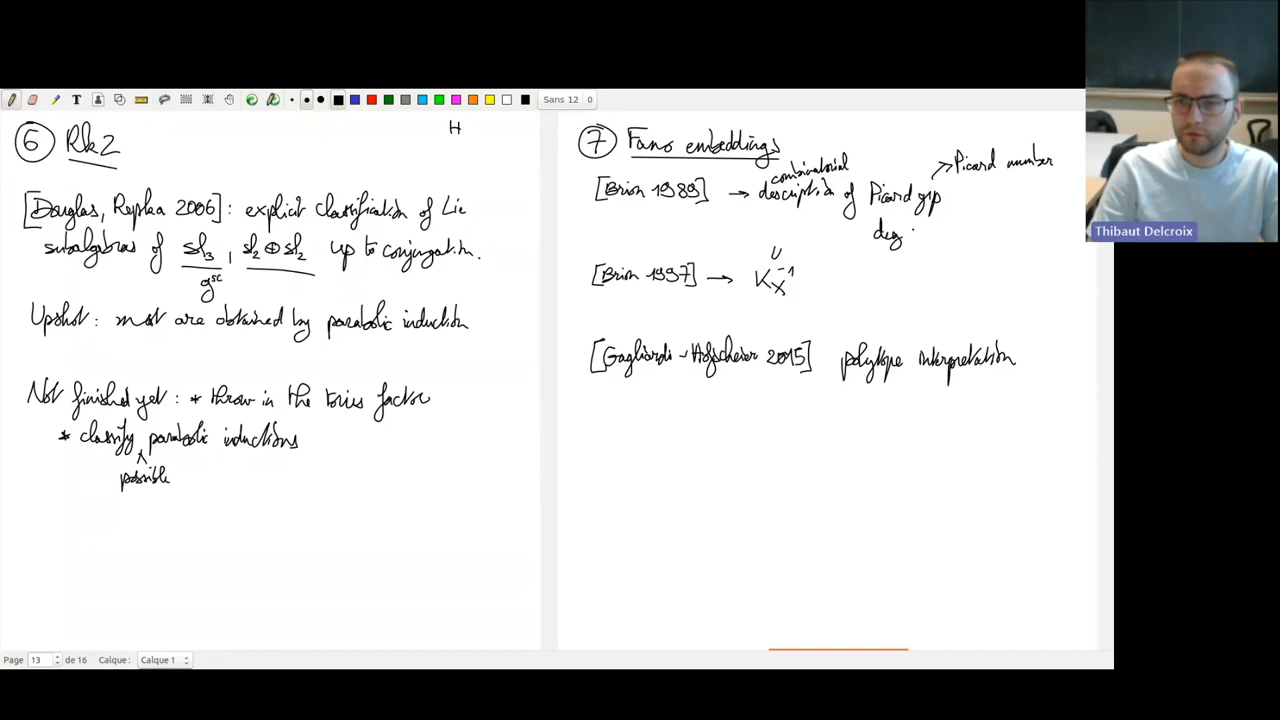 Sans 12 0
⑥ Rk2
H
[Douglas, Repka 2006]: explicit classification of Lie
subalgebras of sl₃, sl₂ ⊕ sl₂ up to conjugation.
g^sc
Upshot: most are obtained by parabolic induction
Not finished yet: * throw in the torus factor
* classify parabolic inductions
^
possible
⑦ Fano embeddings
[Brion 1989] → description of Picard grp
combinatorial
→ Picard number
deg.
[Brion 1997] → K_X^{-1}
∪
[Gagliardi - Hofscheier 2015] polytope interpretation
Thibaut Delcroix
Page 13 de 16 Calque : Calque 1